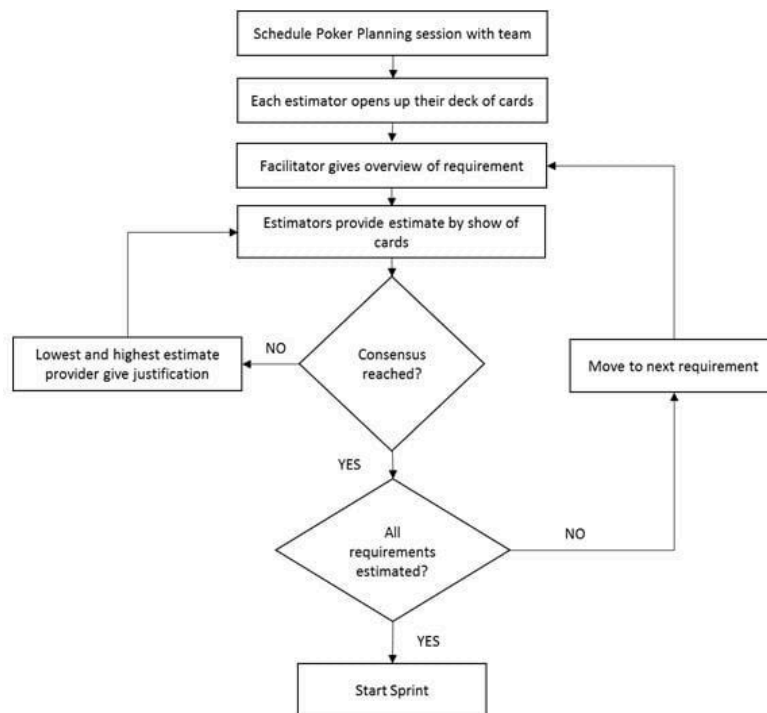 Schedule Poker Planning session with team
Each estimator opens up their deck of cards
Facilitator gives overview of requirement
Estimators provide estimate by show of
cards
NO
Lowest and highest estimate
provider give justification
Consensus
reached?
Move to next requirement
YES
All
requirements
estimated?
NO
YES
Start Sprint